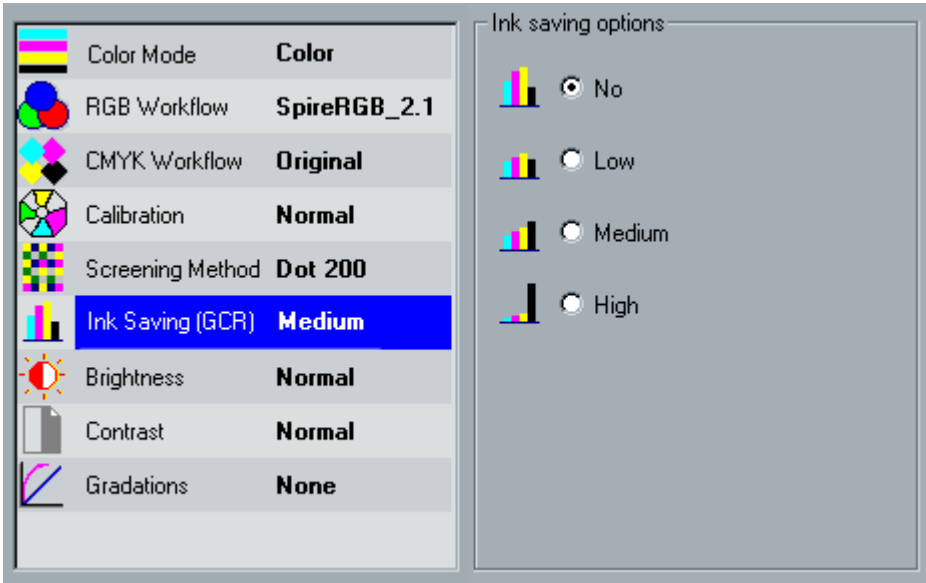 Color Mode Color
RGB Workflow SpireRGB_2.1
CMYK Workflow Original
Calibration Normal
Screening Method Dot 200
Ink Saving (GCR) Medium
Brightness Normal
Contrast Normal
Gradations None
Ink saving options
No
Low
Medium
High